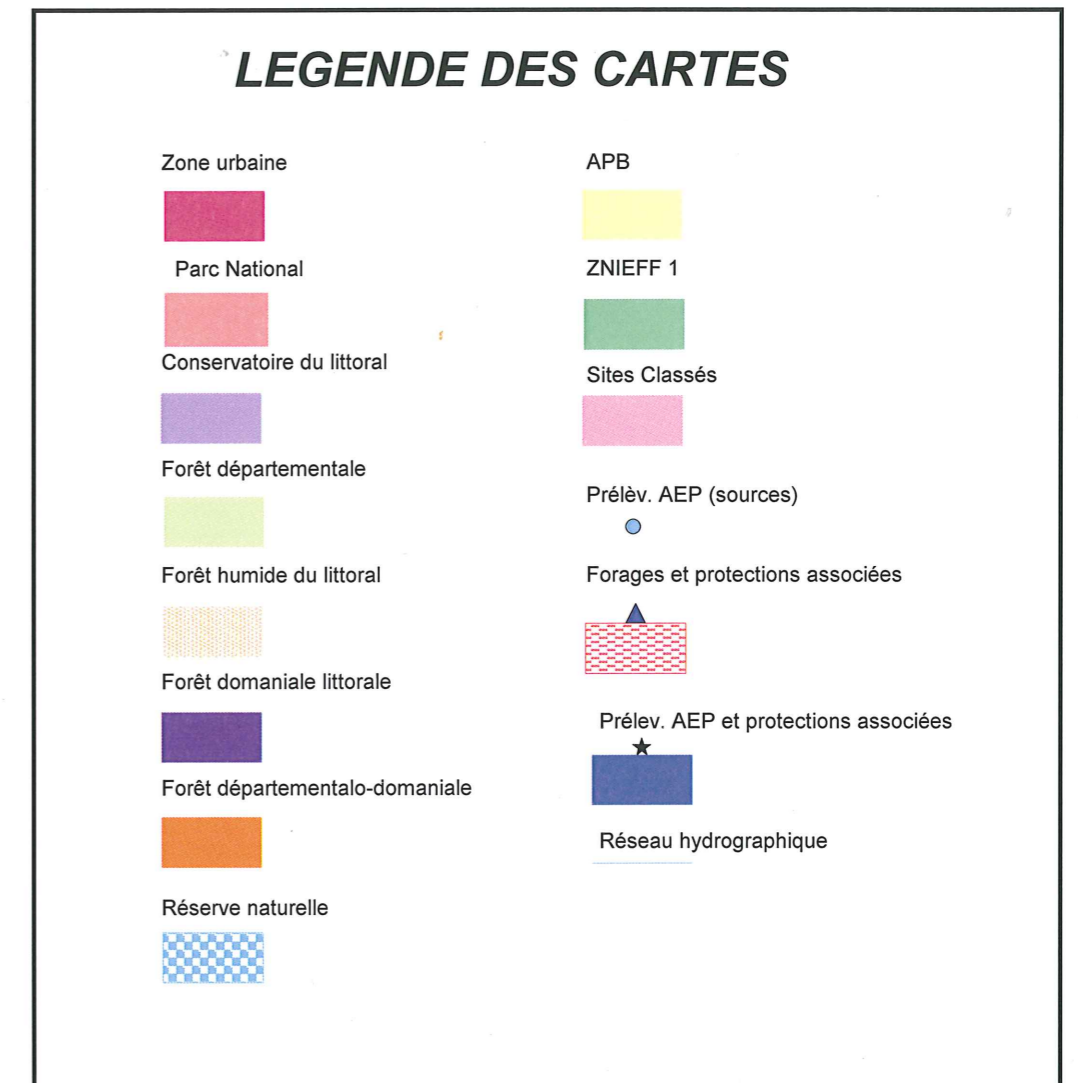 LEGENDE DES CARTES
Zone urbaine
Parc National
Conservatoire du littoral
Forêt départementale
Forêt humide du littoral
Forêt domaniale littorale
Forêt départementalo-domaniale
Réserve naturelle
APB
ZNIEFF 1
Sites Classés
Prélèv. AEP (sources)
Forages et protections associées
Prélev. AEP et protections associées
Réseau hydrographique